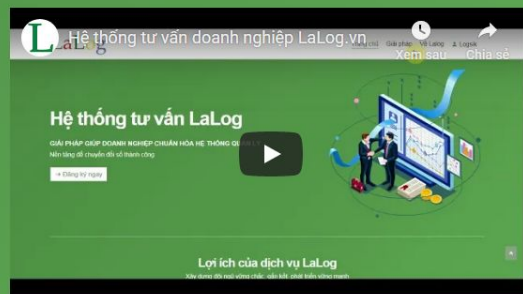 L Hệ thống tư vấn doanh nghiệp LaLog.vn
LaLog
Trang chủ Giải pháp Về Lalog Login
Xem sau Chia sẻ
Hệ thống tư vấn LaLog
GIẢI PHÁP GIÚP DOANH NGHIỆP CHUẨN HÓA HỆ THỐNG QUẢN LÝ
Nền tảng để chuyển đổi số thành công
Đăng ký ngay
Lợi ích của dịch vụ LaLog
Xây dựng đội ngũ vững chắc, gắn kết, phát triển vững mạnh